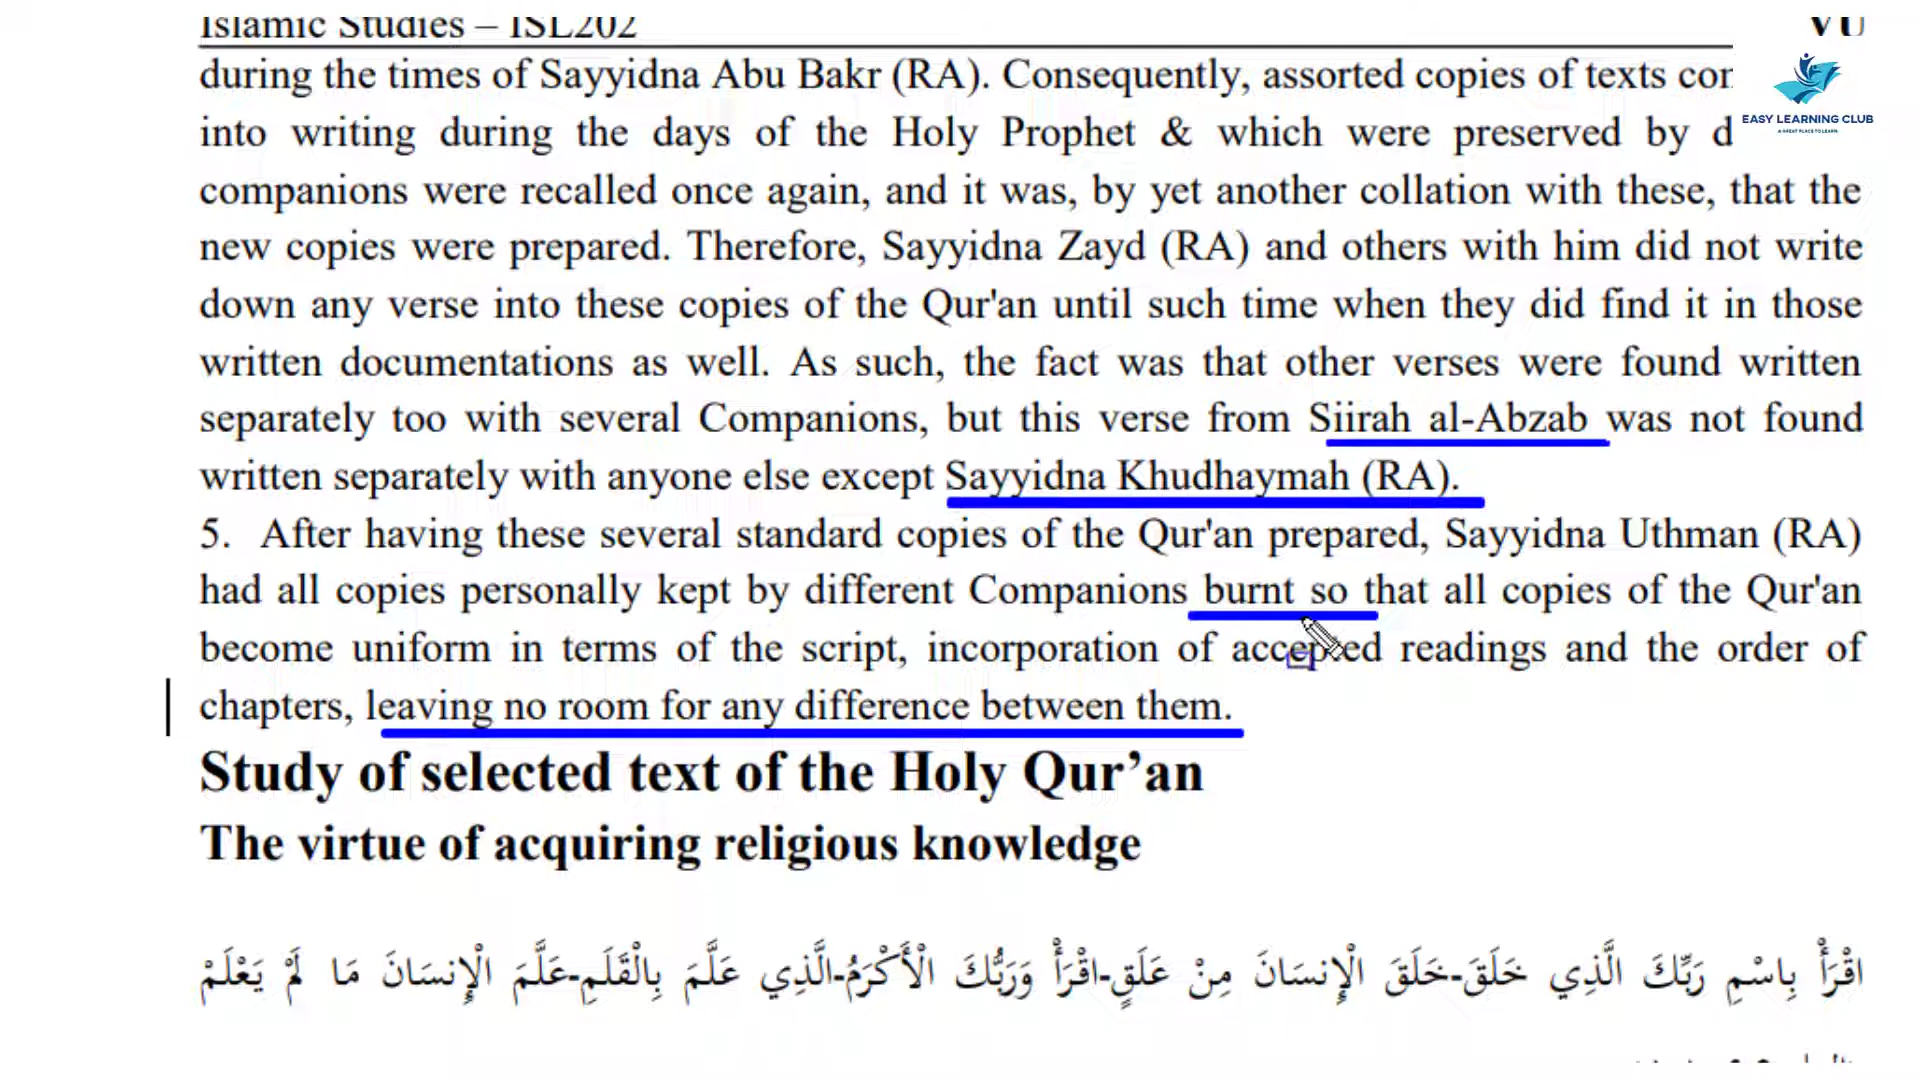 Islamic Studies – ISL202 VU
EASY LEARNING CLUB
A GREAT PLACE TO LEARN
during the times of Sayyidna Abu Bakr (RA). Consequently, assorted copies of texts
into writing during the days of the Holy Prophet & which were preserved by
companions were recalled once again, and it was, by yet another collation with these, that the
new copies were prepared. Therefore, Sayyidna Zayd (RA) and others with him did not write
down any verse into these copies of the Qur'an until such time when they did find it in those
written documentations as well. As such, the fact was that other verses were found written
separately too with several Companions, but this verse from Siirah al-Abzab was not found
written separately with anyone else except Sayyidna Khudhaymah (RA).
5. After having these several standard copies of the Qur'an prepared, Sayyidna Uthman (RA)
had all copies personally kept by different Companions burnt so that all copies of the Qur'an
become uniform in terms of the script, incorporation of accepted readings and the order of
chapters, leaving no room for any difference between them.
Study of selected text of the Holy Qur’an
The virtue of acquiring religious knowledge
اقْرَأْ بِاسْمِ رَبِّكَ الَّذِي خَلَقَ-خَلَقَ الْإِنسَانَ مِنْ عَلَقٍ-اقْرَأْ وَرَبُّكَ الْأَكْرَمُ-الَّذِي عَلَّمَ بِالْقَلَمِ-عَلَّمَ الْإِنسَانَ مَا لَمْ يَعْلَمْ